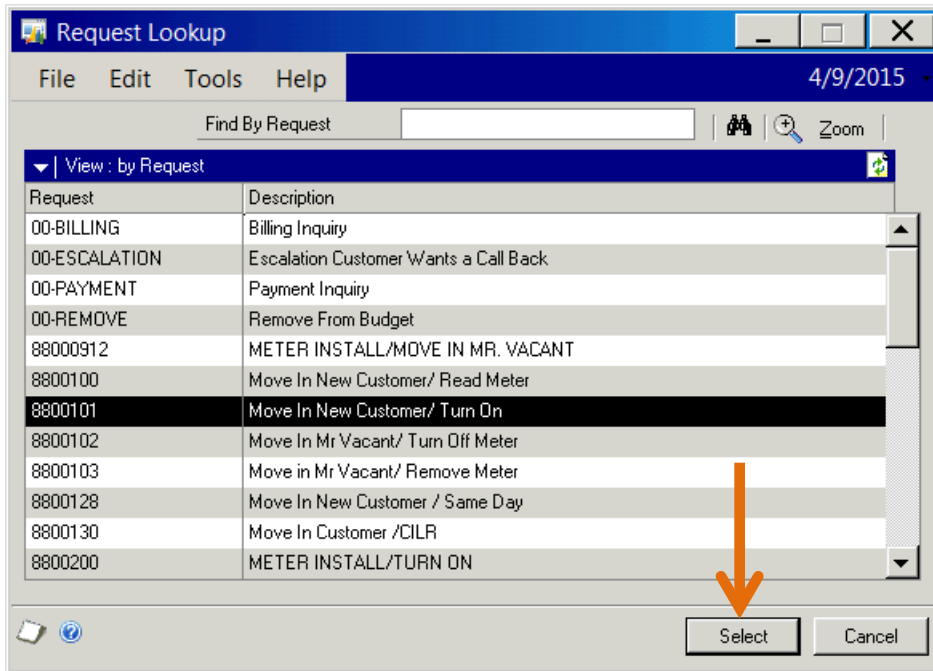 Request Lookup
File Edit Tools Help 4/9/2015
Find By Request Zoom
View : by Request
Request Description
00-BILLING Billing Inquiry
00-ESCALATION Escalation Customer Wants a Call Back
00-PAYMENT Payment Inquiry
00-REMOVE Remove From Budget
88000912 METER INSTALL/MOVE IN MR. VACANT
8800100 Move In New Customer/ Read Meter
8800101 Move In New Customer/ Turn On
8800102 Move In Mr Vacant/ Turn Off Meter
8800103 Move in Mr Vacant/ Remove Meter
8800128 Move In New Customer / Same Day
8800130 Move In Customer /CILR
8800200 METER INSTALL/TURN ON
Select Cancel